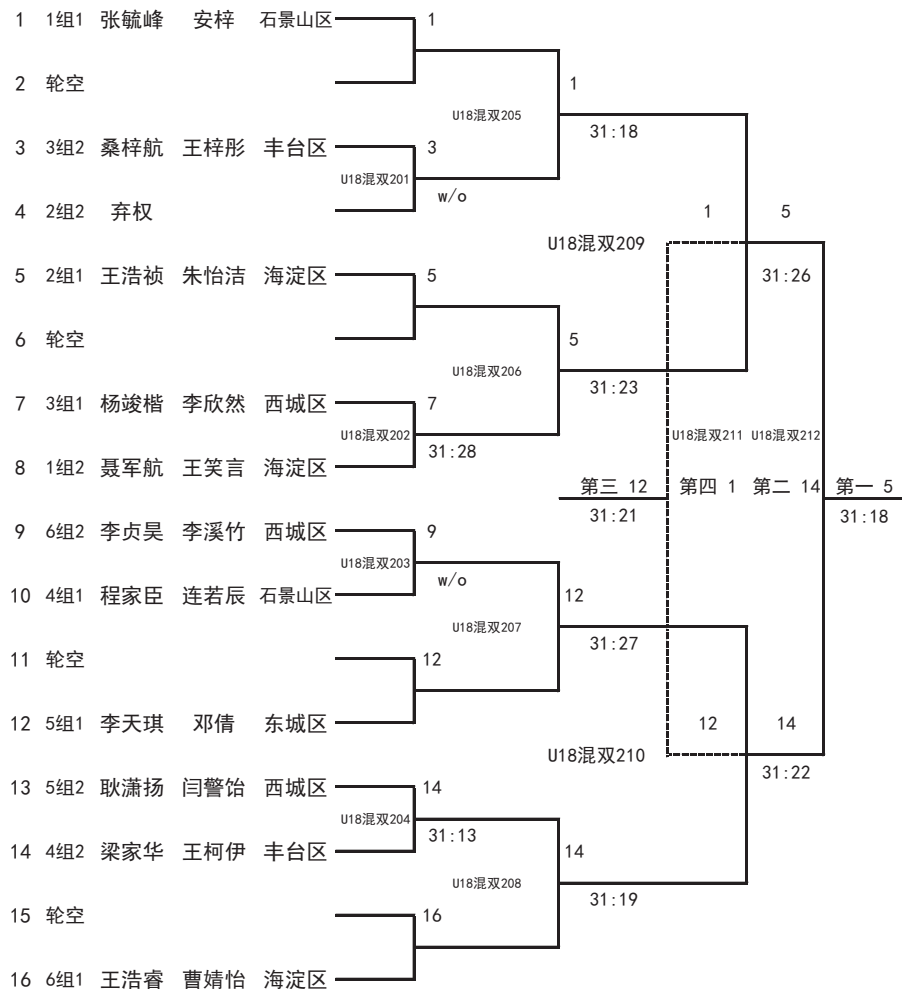 1 1组1 张毓峰 安梓 石景山区 1
2 轮空 1
U18混双205
31:18
3 3组2 桑梓航 王梓彤 丰台区 3
U18混双201
w/o
4 2组2 弃权 1 5
U18混双209
5 2组1 王浩祯 朱怡洁 海淀区 5 31:26
6 轮空 5
U18混双206
31:23
7 3组1 杨竣楷 李欣然 西城区 7
U18混双202 U18混双211 U18混双212
31:28
8 1组2 聂军航 王笑言 海淀区
第三 12 第四 1 第二 14 第一 5
31:21 31:18
9 6组2 李贞昊 李溪竹 西城区 9
U18混双203
w/o
10 4组1 程家臣 连若辰 石景山区 12
U18混双207
31:27
11 轮空 12
12 5组1 李天琪 邓倩 东城区 12 14
U18混双210
31:22
13 5组2 耿潇扬 闫警饴 西城区 14
U18混双204
31:13
14 4组2 梁家华 王柯伊 丰台区 14
U18混双208
31:19
15 轮空 16
16 6组1 王浩睿 曹婧怡 海淀区